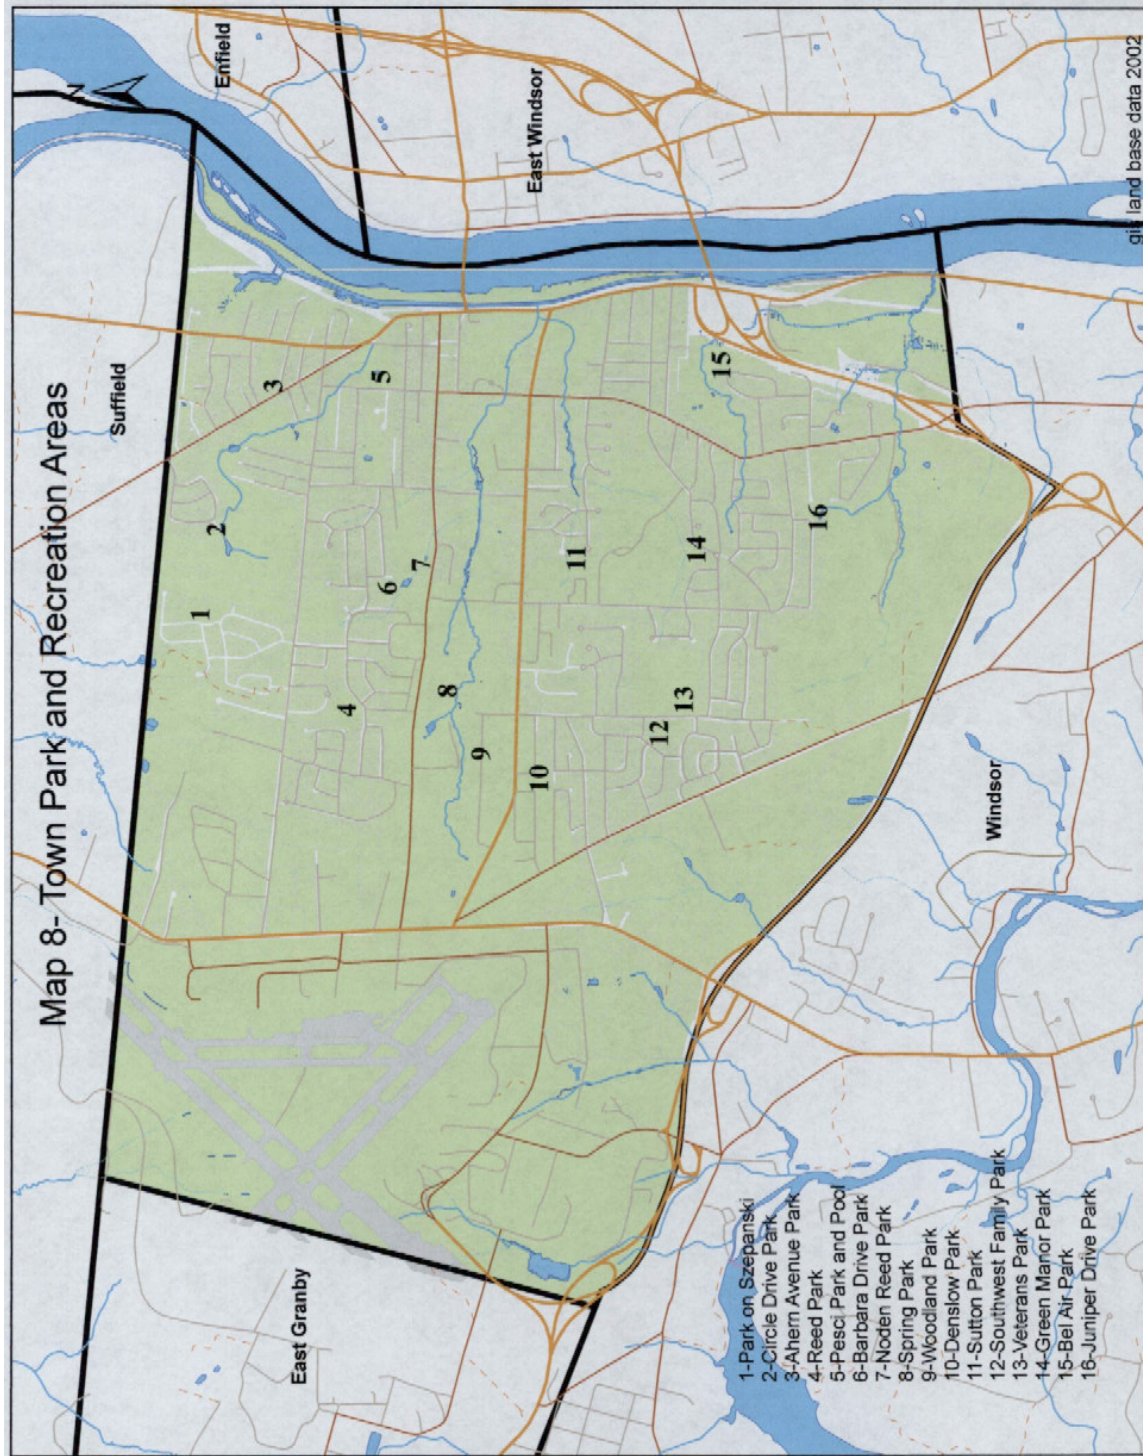 Map 8- Town Park and Recreation Areas
Suffield
Enfield
N
East Windsor
East Granby
Windsor
1
2
3
4
5
6
7
8
9
10
11
12
13
14
15
16
1-Park on Szepanski
2-Circle Drive Park
3-Ahern Avenue Park
4-Reed Park
5-Pesci Park and Pool
6-Barbara Drive Park
7-Noden Reed Park
8-Spring Park
9-Woodland Park
10-Denslow Park
11-Sutton Park
12-Southwest Family Park
13-Veterans Park
14-Green Manor Park
15-Bel Air Park
16-Juniper Drive Park
gis land base data 2002